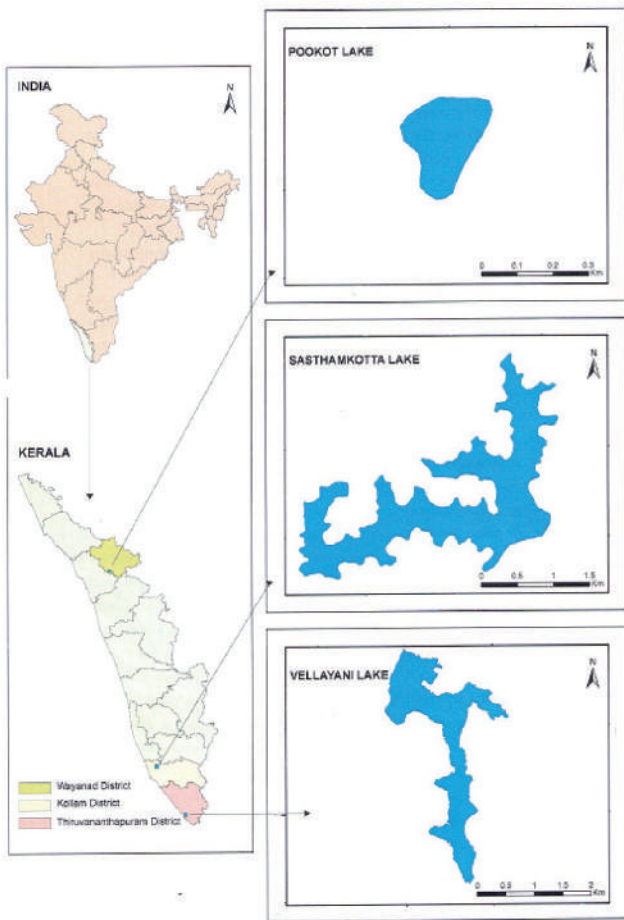 INDIA
N
KERALA
Wayanad District
Kollam District
Thiruvananthapuram District
POOKOT LAKE
N
0 0.1 0.2 0.3
Km
SASTHAMKOTTA LAKE
N
0 0.5 1 1.5
Km
VELLAYANI LAKE
N
0 0.5 1 1.5 2
Km